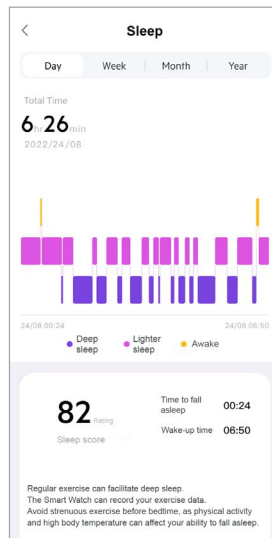 Sleep
Day Week Month Year
Total Time
6hr26min
2022/24/08
24/08 00:24 24/08 06:50
Deep sleep Lighter sleep Awake
82 Rating
Sleep score
Time to fall asleep 00:24
Wake-up time 06:50
Regular exercise can facilitate deep sleep.
The Smart Watch can record your exercise data.
Avoid strenuous exercise before bedtime, as physical activity
and high body temperature can affect your ability to fall asleep.